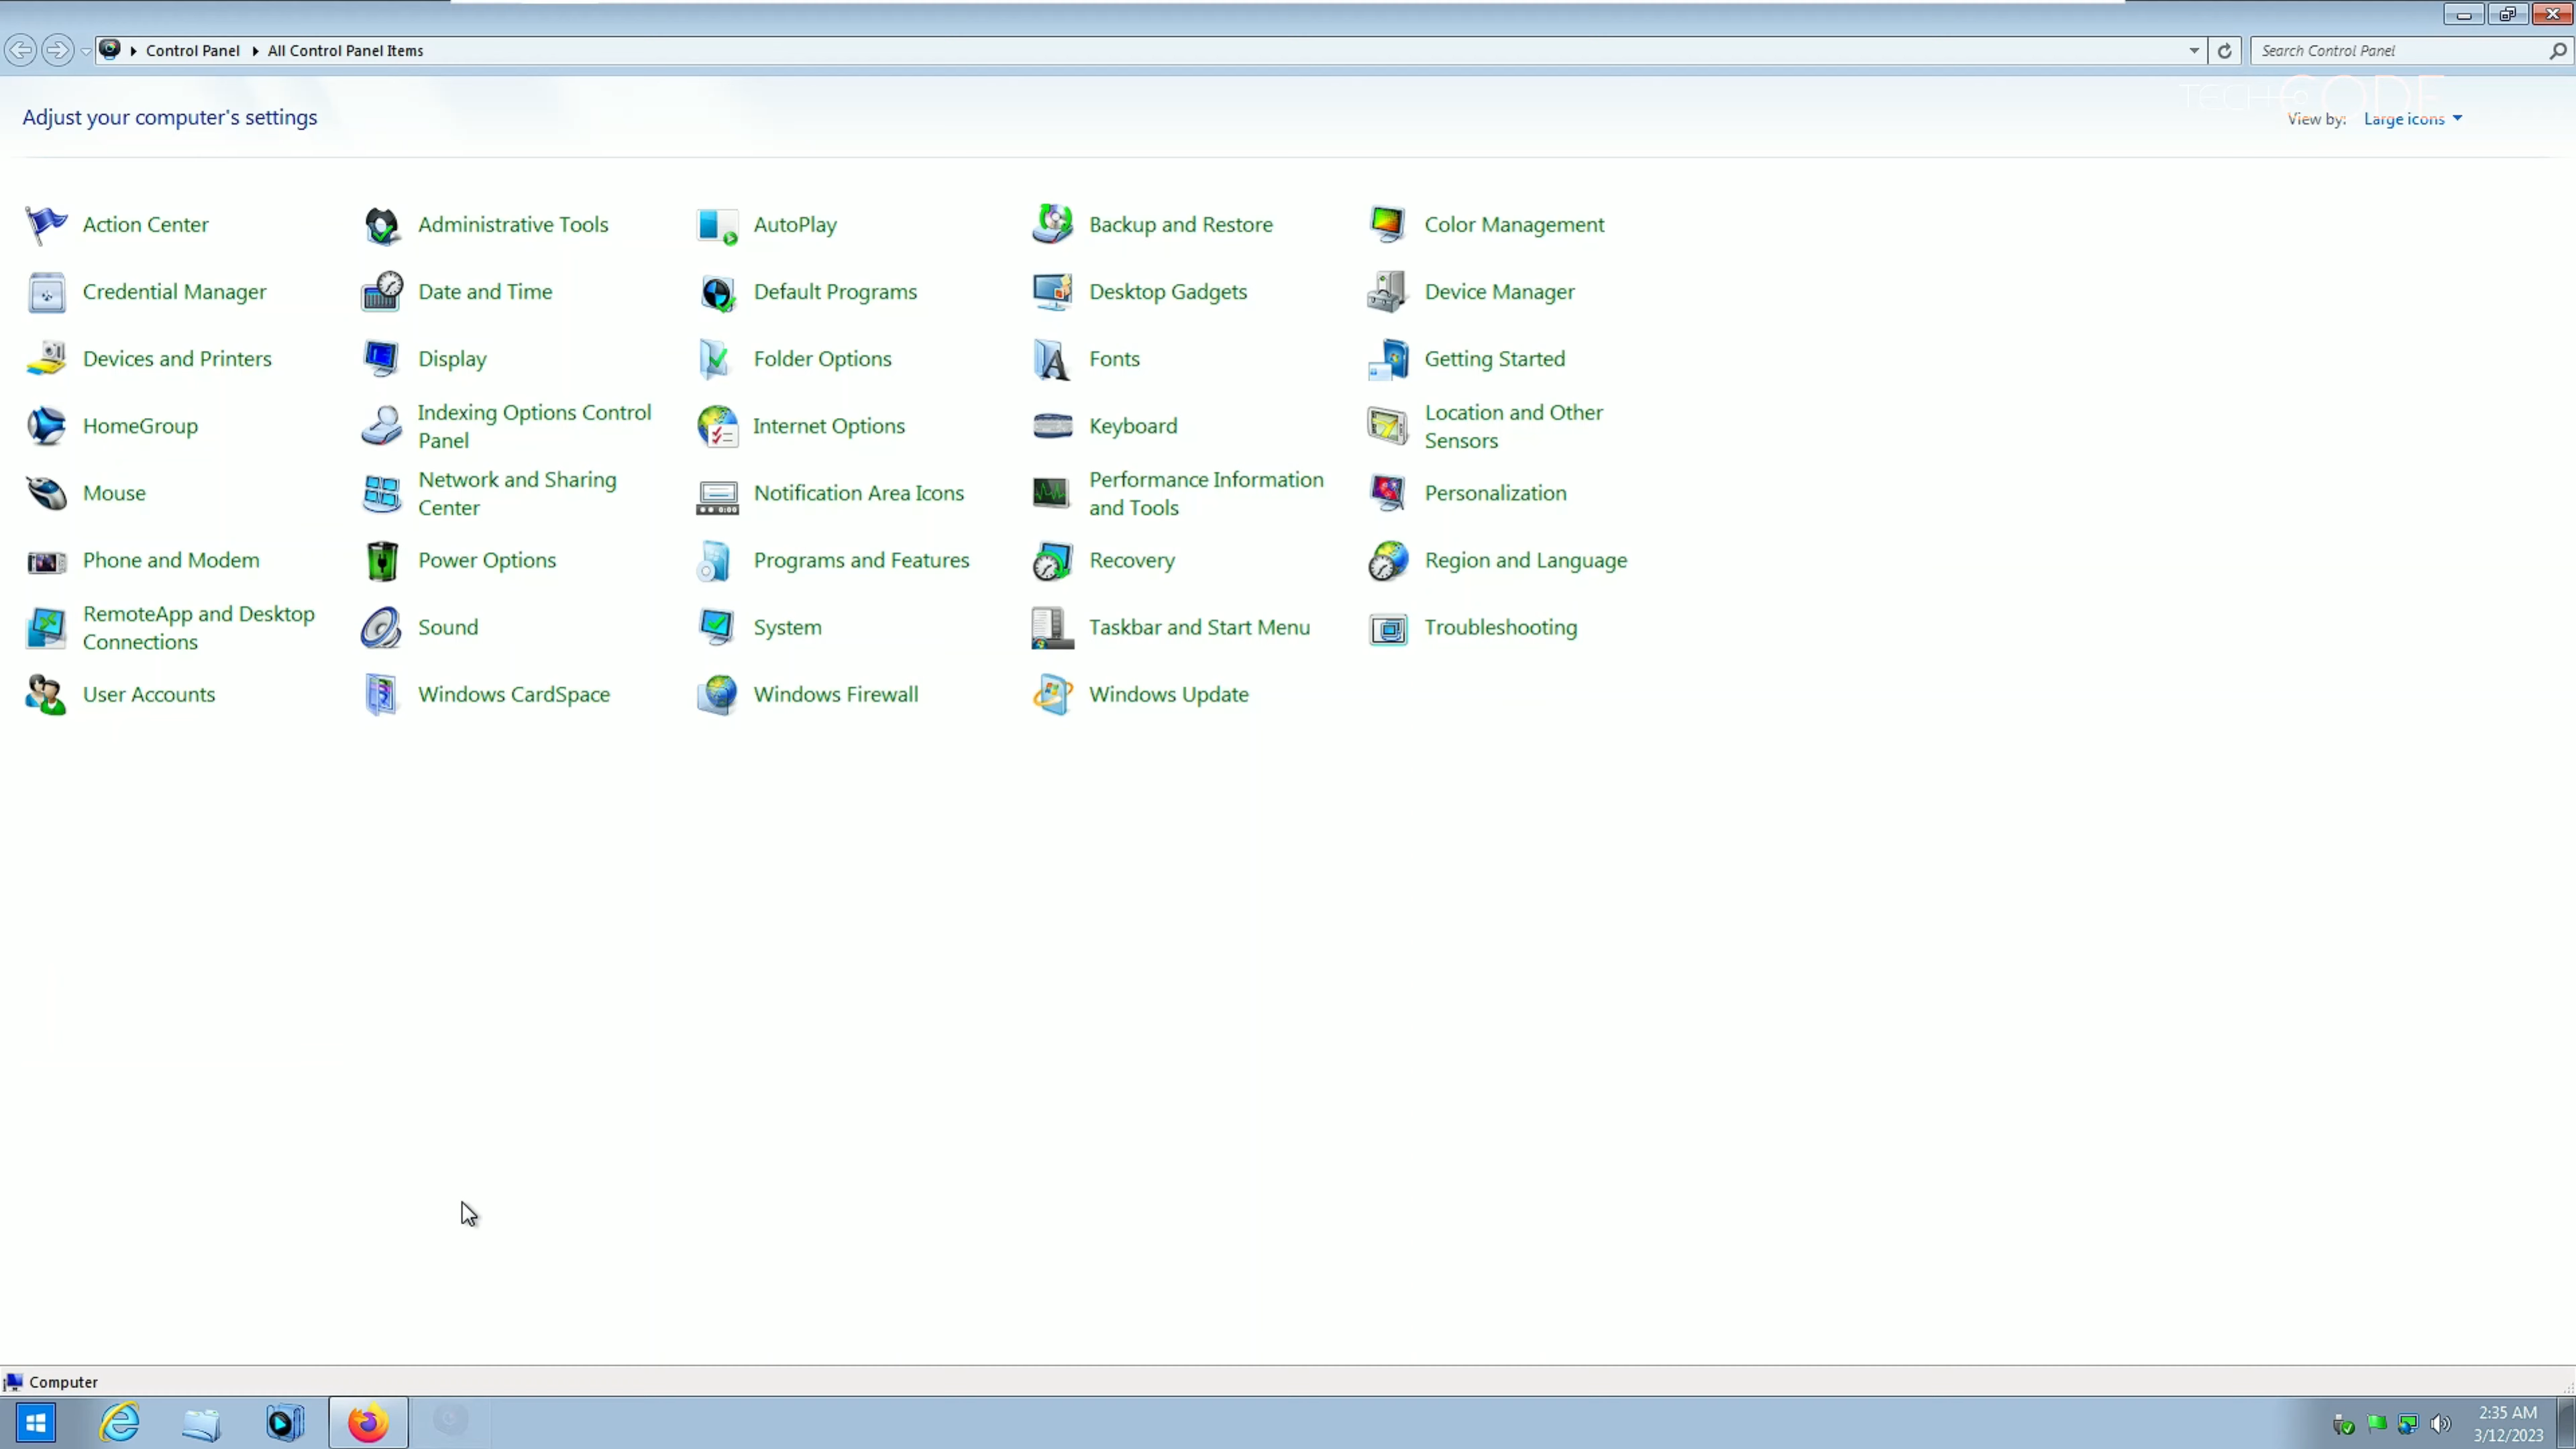 Control Panel All Control Panel Items
Search Control Panel
TECH CODE
Adjust your computer's settings
View by: Large icons
Action Center
Administrative Tools
AutoPlay
Backup and Restore
Color Management
Credential Manager
Date and Time
Default Programs
Desktop Gadgets
Device Manager
Devices and Printers
Display
Folder Options
Fonts
Getting Started
HomeGroup
Indexing Options Control
Panel
Internet Options
Keyboard
Location and Other
Sensors
Mouse
Network and Sharing
Center
Notification Area Icons
Performance Information
and Tools
Personalization
Phone and Modem
Power Options
Programs and Features
Recovery
Region and Language
RemoteApp and Desktop
Connections
Sound
System
Taskbar and Start Menu
Troubleshooting
User Accounts
Windows CardSpace
Windows Firewall
Windows Update
Computer
2:35 AM
3/12/2023